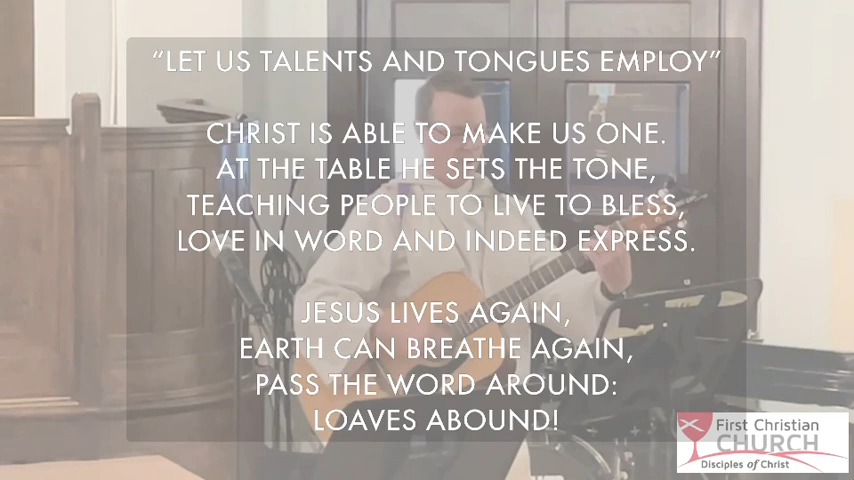 “LET US TALENTS AND TONGUES EMPLOY”
CHRIST IS ABLE TO MAKE US ONE.
AT THE TABLE HE SETS THE TONE,
TEACHING PEOPLE TO LIVE TO BLESS,
LOVE IN WORD AND INDEED EXPRESS.
JESUS LIVES AGAIN,
EARTH CAN BREATHE AGAIN,
PASS THE WORD AROUND:
LOAVES ABOUND!
First Christian
CHURCH
Disciples of Christ